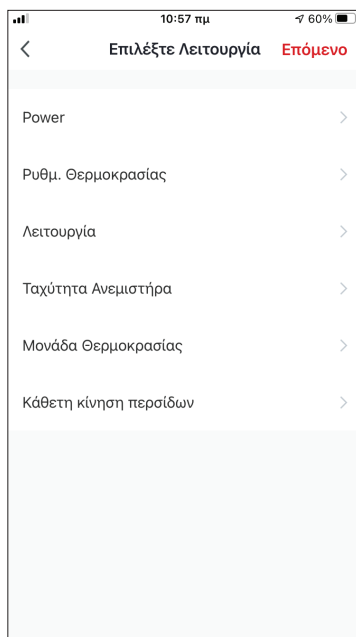 10:57 πμ
60%
Επιλέξτε Λειτουργία
Επόμενο
Power
Ρυθμ. Θερμοκρασίας
Λειτουργία
Ταχύτητα Ανεμιστήρα
Μονάδα Θερμοκρασίας
Κάθετη κίνηση περσίδων